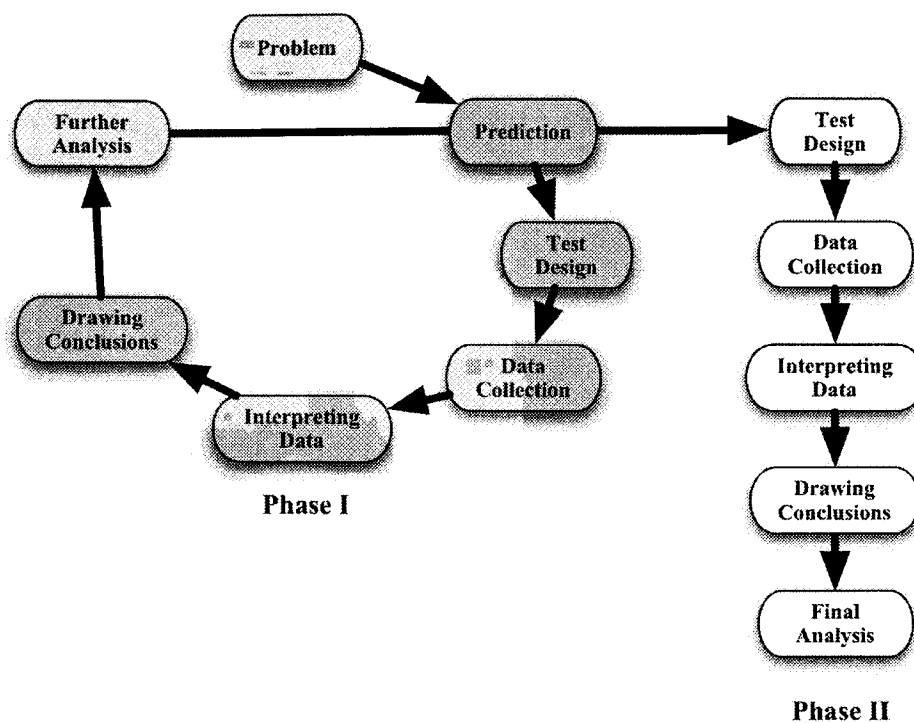 Problem
Further
Analysis
Prediction
Test
Design
Test
Design
Data
Collection
Drawing
Conclusions
Data
Collection
Interpreting
Data
Interpreting
Data
Phase I
Drawing
Conclusions
Final
Analysis
Phase II